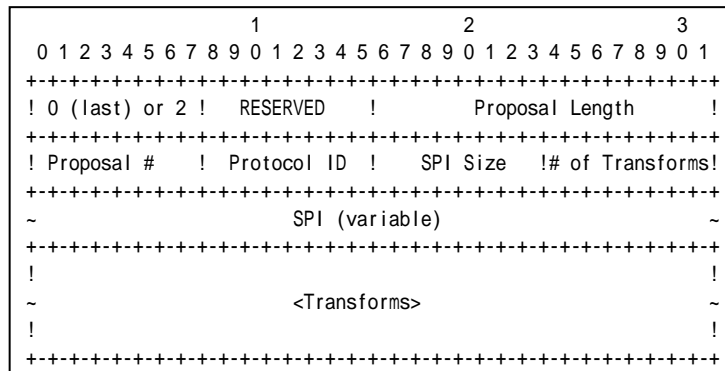 1                   2                   3
 0 1 2 3 4 5 6 7 8 9 0 1 2 3 4 5 6 7 8 9 0 1 2 3 4 5 6 7 8 9 0 1
+-+-+-+-+-+-+-+-+-+-+-+-+-+-+-+-+-+-+-+-+-+-+-+-+-+-+-+-+-+-+-+-+
! 0 (last) or 2 !   RESERVED    !         Proposal Length       !
+-+-+-+-+-+-+-+-+-+-+-+-+-+-+-+-+-+-+-+-+-+-+-+-+-+-+-+-+-+-+-+-+
! Proposal #    !  Protocol ID  !    SPI Size   !# of Transforms!
+-+-+-+-+-+-+-+-+-+-+-+-+-+-+-+-+-+-+-+-+-+-+-+-+-+-+-+-+-+-+-+-+
~                        SPI (variable)                         ~
+-+-+-+-+-+-+-+-+-+-+-+-+-+-+-+-+-+-+-+-+-+-+-+-+-+-+-+-+-+-+-+-+
!                                                               !
~                        <Transforms>                           ~
!                                                               !
+-+-+-+-+-+-+-+-+-+-+-+-+-+-+-+-+-+-+-+-+-+-+-+-+-+-+-+-+-+-+-+-+